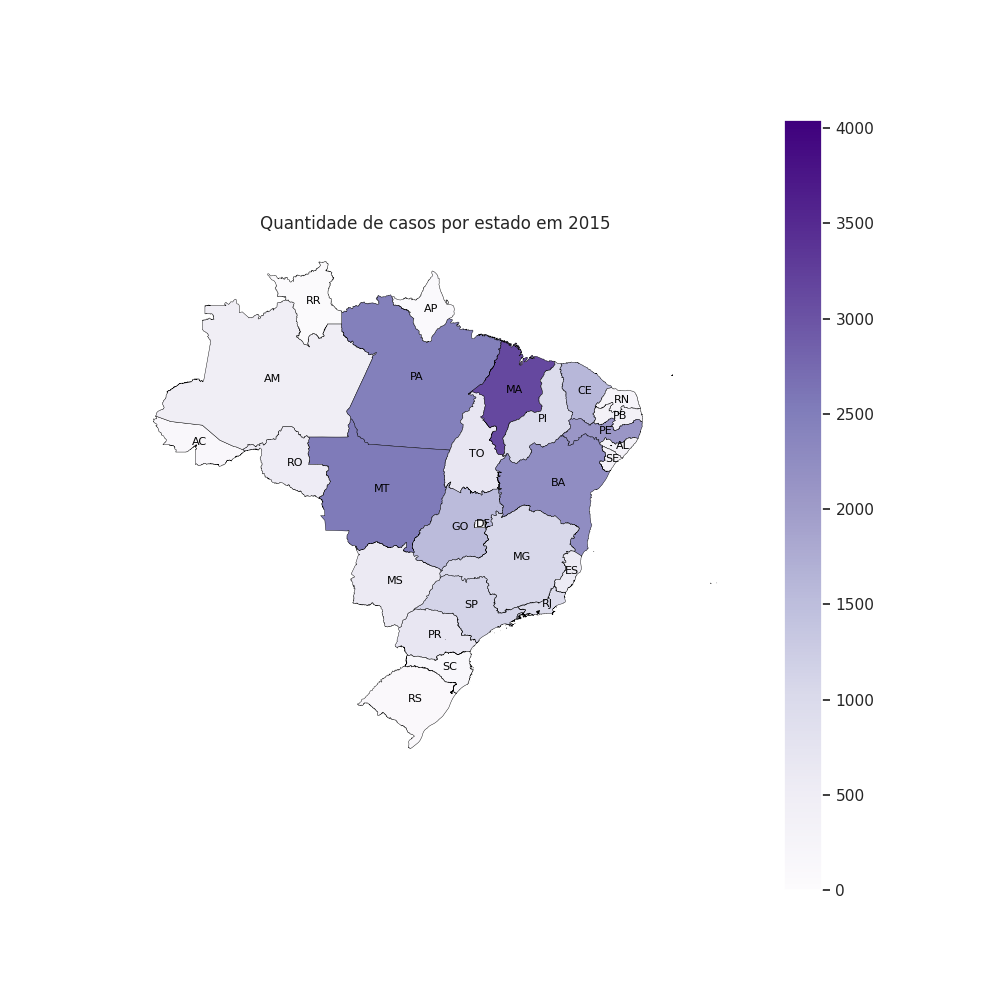 Quantidade de casos por estado em 2015
RR
AP
AM
PA
MA
CE
RN
PB
PI
PE
AC
AL
TO
SE
RO
BA
MT
GO
DF
MG
ES
MS
SP
RJ
PR
SC
RS
4000
3500
3000
2500
2000
1500
1000
500
0